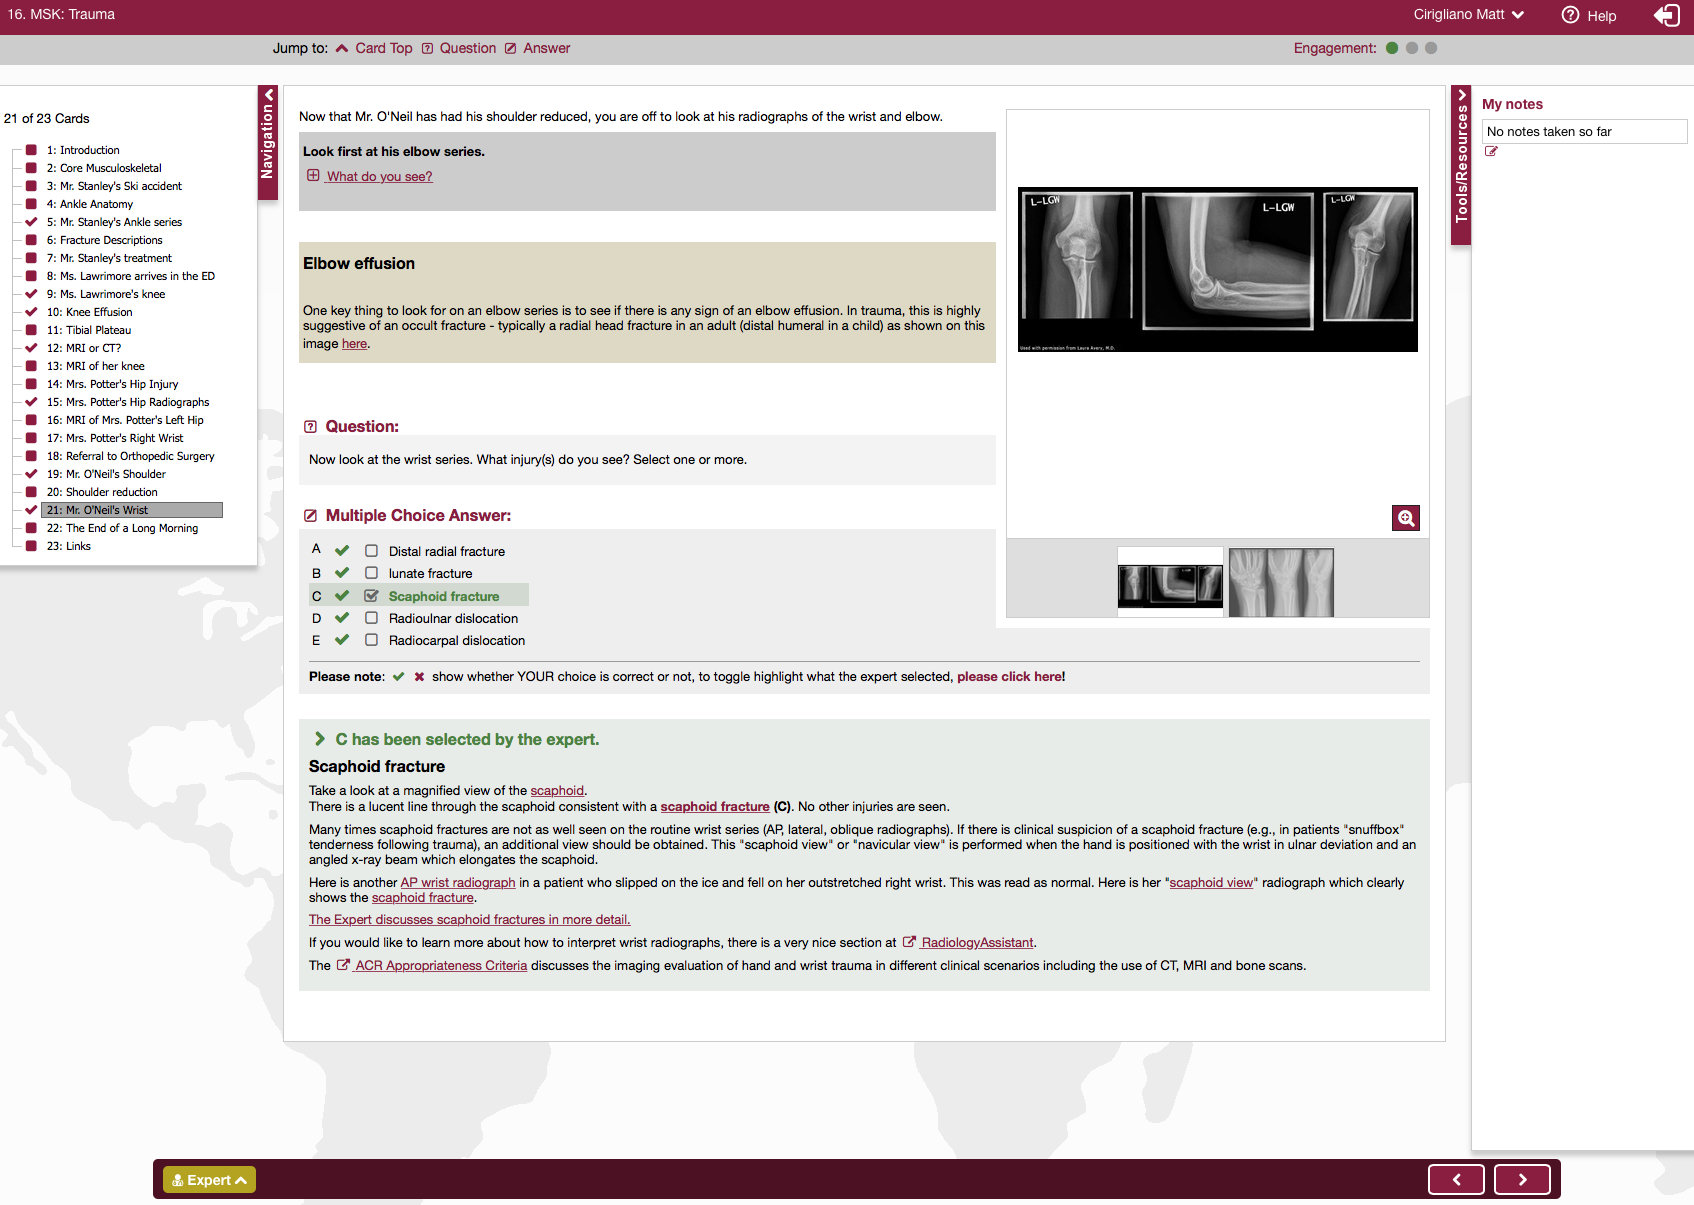 16. MSK: Trauma
Cirigliano Matt
Help
Jump to: Card Top Question Answer
Engagement:
21 of 23 Cards
1: Introduction
2: Core Musculoskeletal
3: Mr. Stanley's Ski accident
4: Ankle Anatomy
5: Mr. Stanley's Ankle series
6: Fracture Descriptions
7: Mr. Stanley's treatment
8: Ms. Lawrimore arrives in the ED
9: Ms. Lawrimore's knee
10: Knee Effusion
11: Tibial Plateau
12: MRI or CT?
13: MRI of her knee
14: Mrs. Potter's Hip Injury
15: Mrs. Potter's Hip Radiographs
16: MRI of Mrs. Potter's Left Hip
17: Mrs. Potter's Right Wrist
18: Referral to Orthopedic Surgery
19: Mr. O'Neil's Shoulder
20: Shoulder reduction
21: Mr. O'Neil's Wrist
22: The End of a Long Morning
23: Links
Navigation
Now that Mr. O'Neil has had his shoulder reduced, you are off to look at his radiographs of the wrist and elbow.
Look first at his elbow series.
What do you see?
Elbow effusion
One key thing to look for on an elbow series is to see if there is any sign of an elbow effusion. In trauma, this is highly
suggestive of an occult fracture - typically a radial head fracture in an adult (distal humeral in a child) as shown on this
image here.
L-LGW
L-LGW
L-LGW
Used with permission from Laura Avery, M.D.
Question:
Now look at the wrist series. What injury(s) do you see? Select one or more.
Multiple Choice Answer:
A Distal radial fracture
B lunate fracture
C Scaphoid fracture
D Radioulnar dislocation
E Radiocarpal dislocation
Please note: show whether YOUR choice is correct or not, to toggle highlight what the expert selected, please click here!
C has been selected by the expert.
Scaphoid fracture
Take a look at a magnified view of the scaphoid.
There is a lucent line through the scaphoid consistent with a scaphoid fracture (C). No other injuries are seen.
Many times scaphoid fractures are not as well seen on the routine wrist series (AP, lateral, oblique radiographs). If there is clinical suspicion of a scaphoid fracture (e.g., in patients "snuffbox"
tenderness following trauma), an additional view should be obtained. This "scaphoid view" or "navicular view" is performed when the hand is positioned with the wrist in ulnar deviation and an
angled x-ray beam which elongates the scaphoid.
Here is another AP wrist radiograph in a patient who slipped on the ice and fell on her outstretched right wrist. This was read as normal. Here is her "scaphoid view" radiograph which clearly
shows the scaphoid fracture.
The Expert discusses scaphoid fractures in more detail.
If you would like to learn more about how to interpret wrist radiographs, there is a very nice section at RadiologyAssistant.
The ACR Appropriateness Criteria discusses the imaging evaluation of hand and wrist trauma in different clinical scenarios including the use of CT, MRI and bone scans.
Tools/Resources
My notes
No notes taken so far
Expert